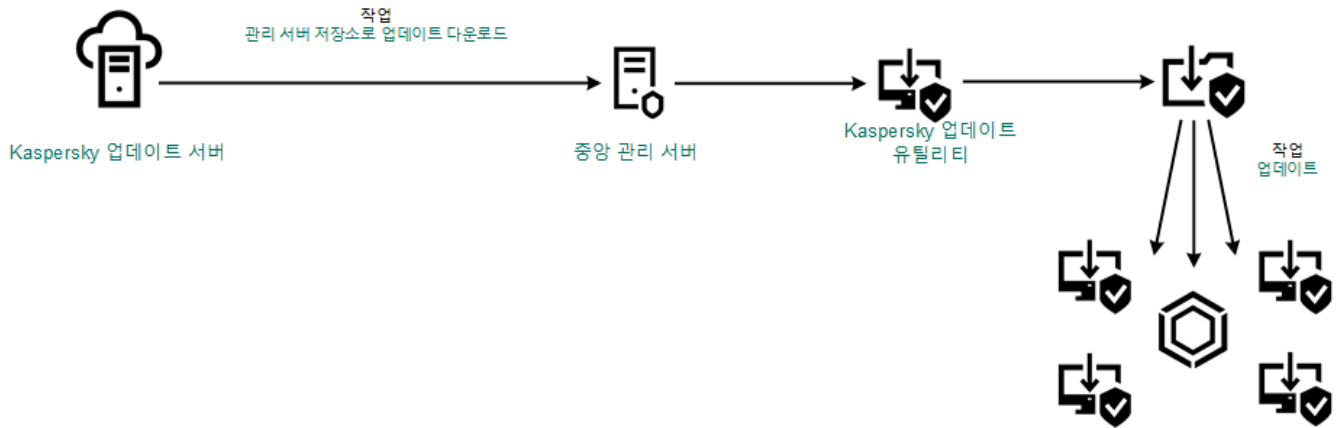 작업
관리 서버 저장소로 업데이트 다운로드
Kaspersky 업데이트 서버
중앙 관리 서버
Kaspersky 업데이트
유틸리티
작업
업데이트